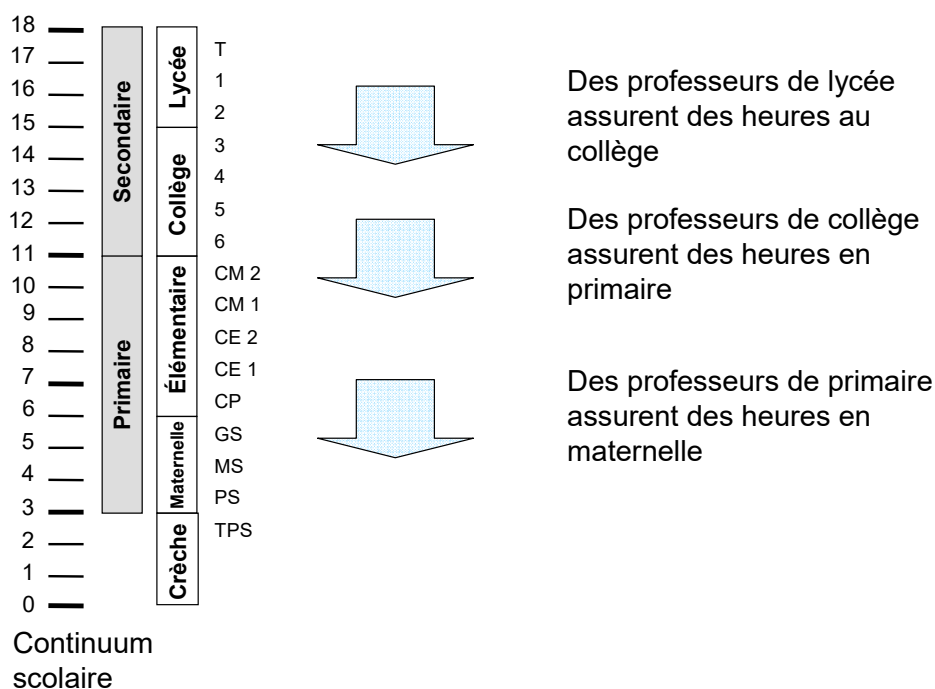 18
17
16
15
14
13
12
11
10
9
8
7
6
5
4
3
2
1
0
Secondaire
Primaire
Lycée
Collège
Élémentaire
Maternelle
Crèche
T
1
2
3
4
5
6
CM 2
CM 1
CE 2
CE 1
CP
GS
MS
PS
TPS
Des professeurs de lycée
assurent des heures au
collège
Des professeurs de collège
assurent des heures en
primaire
Des professeurs de primaire
assurent des heures en
maternelle
Continuum
scolaire